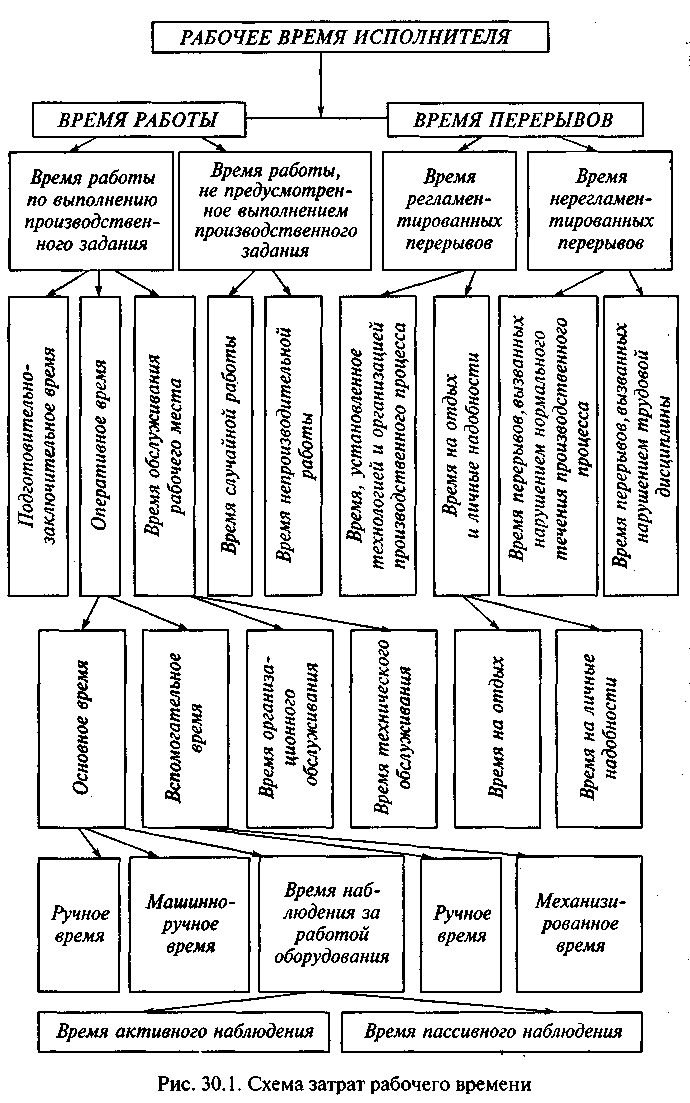 РАБОЧЕЕ ВРЕМЯ ИСПОЛНИТЕЛЯ
ВРЕМЯ РАБОТЫ
ВРЕМЯ ПЕРЕРЫВОВ
Время работы
по выполнению
производствен-
ного задания
Время работы,
не предусмотрен-
ное выполнением
производственного
задания
Время
регламен-
тированных
перерывов
Время
нерегламен-
тированных
перерывов
Подготовительно-
заключительное время
Оперативное время
Время обслуживания
рабочего места
Время случайной работы
Время непроизводительной
работы
Время, установленное
технологией и организацией
производственного процесса
Время на отдых
и личные надобности
Время перерывов, вызванных
нарушением нормального
течения производственного
процесса
Время перерывов, вызванных
нарушением трудовой
дисциплины
Основное время
Вспомогательное
время
Время организа-
ционного
обслуживания
Время технического
обслуживания
Время на отдых
Время на личные
надобности
Ручное
время
Машинно-
ручное
время
Время наб-
людения за
работой
оборудования
Ручное
время
Механизи-
рованное
время
Время активного наблюдения
Время пассивного наблюдения
Рис. 30.1. Схема затрат рабочего времени